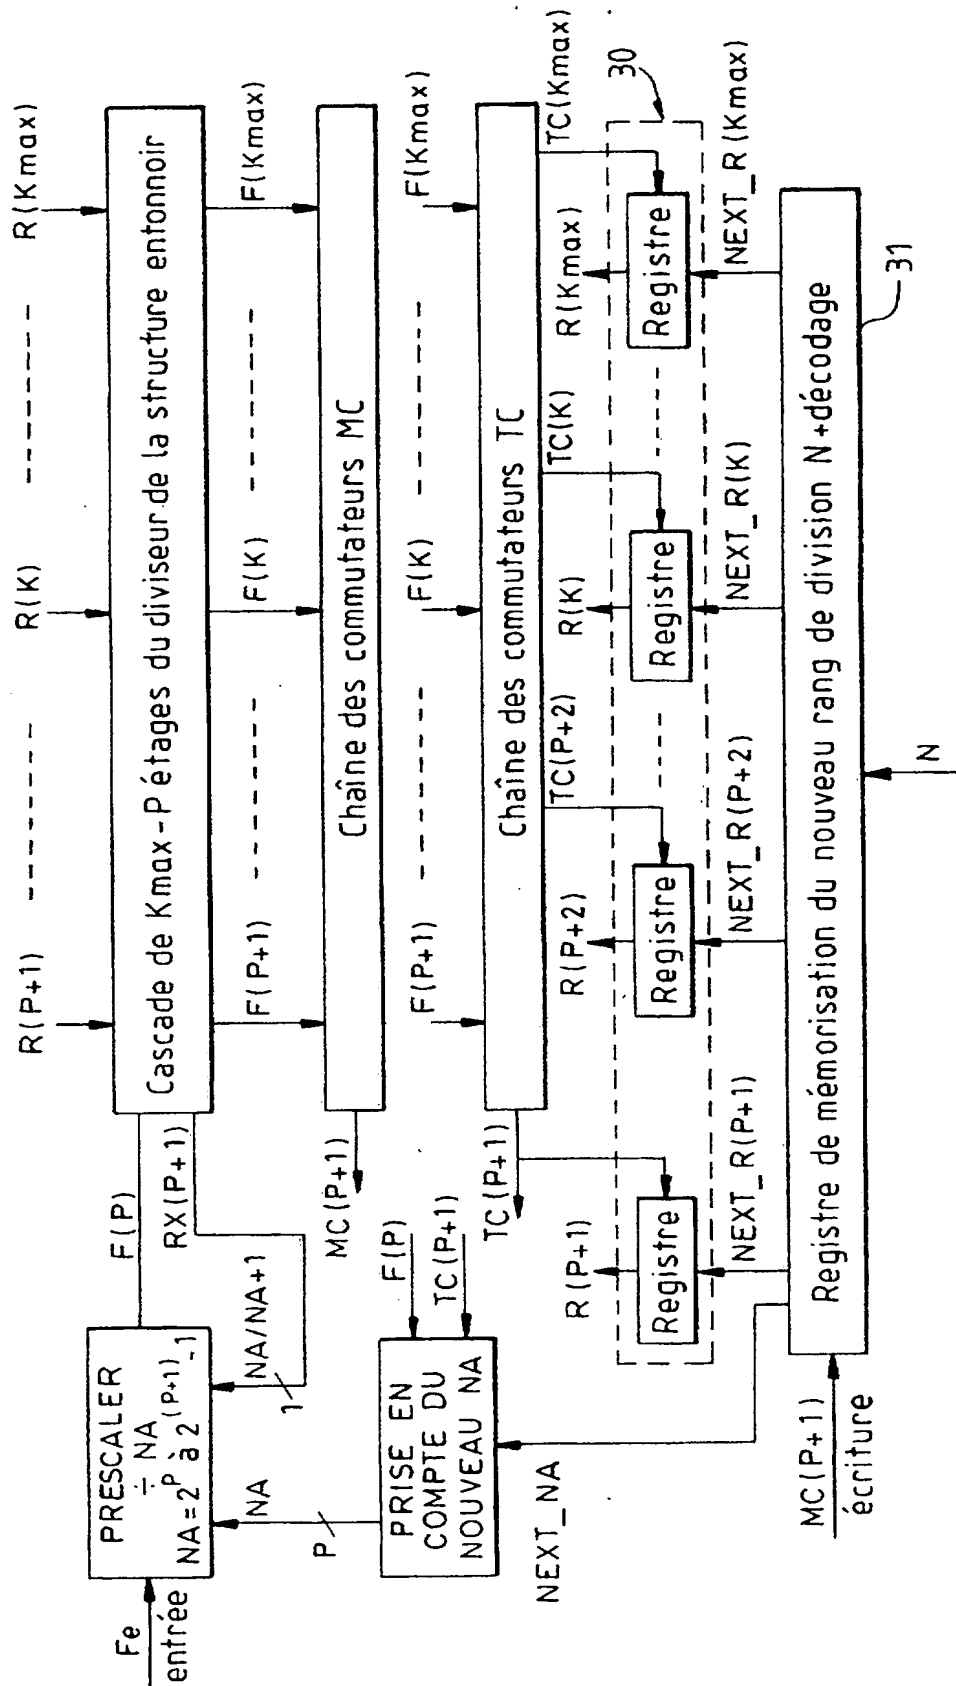 R(P+1)
R(K)
R(Kmax)
Fe
entrée
PRESCALER
÷ NA
NA=2^P à 2^(P+1)-1
F(P)
RX(P+1)
Cascade de Kmax-P étages du diviseur de la structure entonnoir
NA
NA/NA+1
1
P
F(P+1)
F(K)
F(Kmax)
MC(P+1)
Chaîne des commutateurs MC
PRISE EN
COMPTE DU
NOUVEAU NA
F(P)
TC(P+1)
F(P+1)
F(K)
F(Kmax)
TC(P+1)
Chaîne des commutateurs TC
TC(P+2)
TC(K)
TC(Kmax)
30
R(P+1)
R(P+2)
R(K)
R(Kmax)
Registre
Registre
Registre
Registre
NEXT_NA
NEXT_R(P+1)
NEXT_R(P+2)
NEXT_R(K)
NEXT_R(Kmax)
MC(P+1)
écriture
Registre de mémorisation du nouveau rang de division N+décodage
31
N